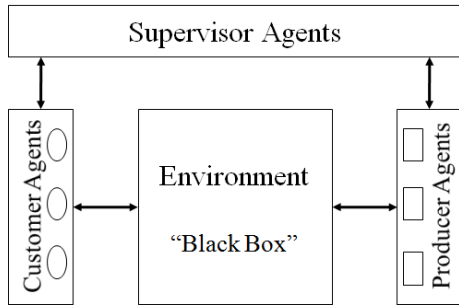 Supervisor Agents
Customer Agents
Environment
“Black Box”
Producer Agents